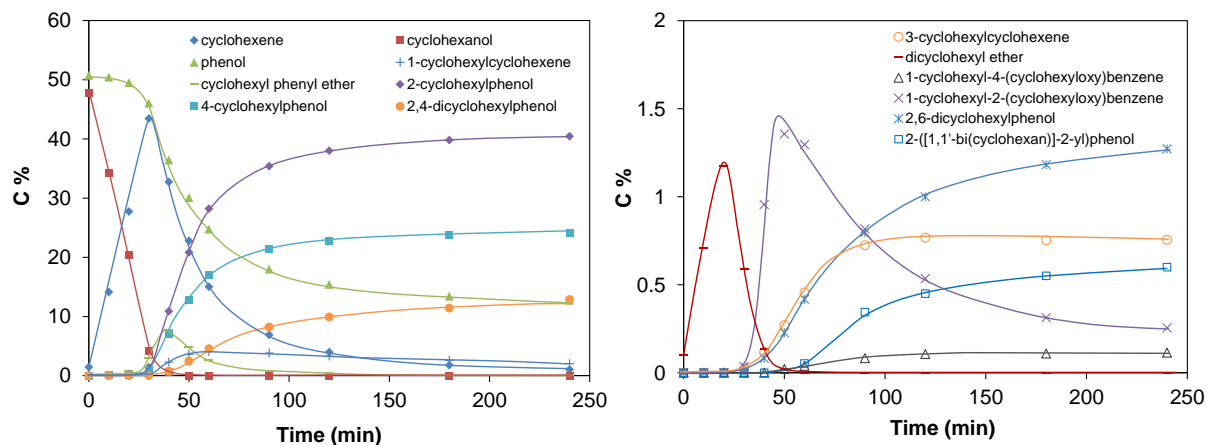 60
50
40
30
20
10
0
C %
cyclohexene
cyclohexanol
phenol
1-cyclohexylcyclohexene
cyclohexyl phenyl ether
2-cyclohexylphenol
4-cyclohexylphenol
2,4-dicyclohexylphenol
0 50 100 150 200 250
Time (min)
2
1.5
1
0.5
0
C %
3-cyclohexylcyclohexene
dicyclohexyl ether
1-cyclohexyl-4-(cyclohexyloxy)benzene
1-cyclohexyl-2-(cyclohexyloxy)benzene
2,6-dicyclohexylphenol
2-([1,1'-bi(cyclohexan)]-2-yl)phenol
0 50 100 150 200 250
Time (min)